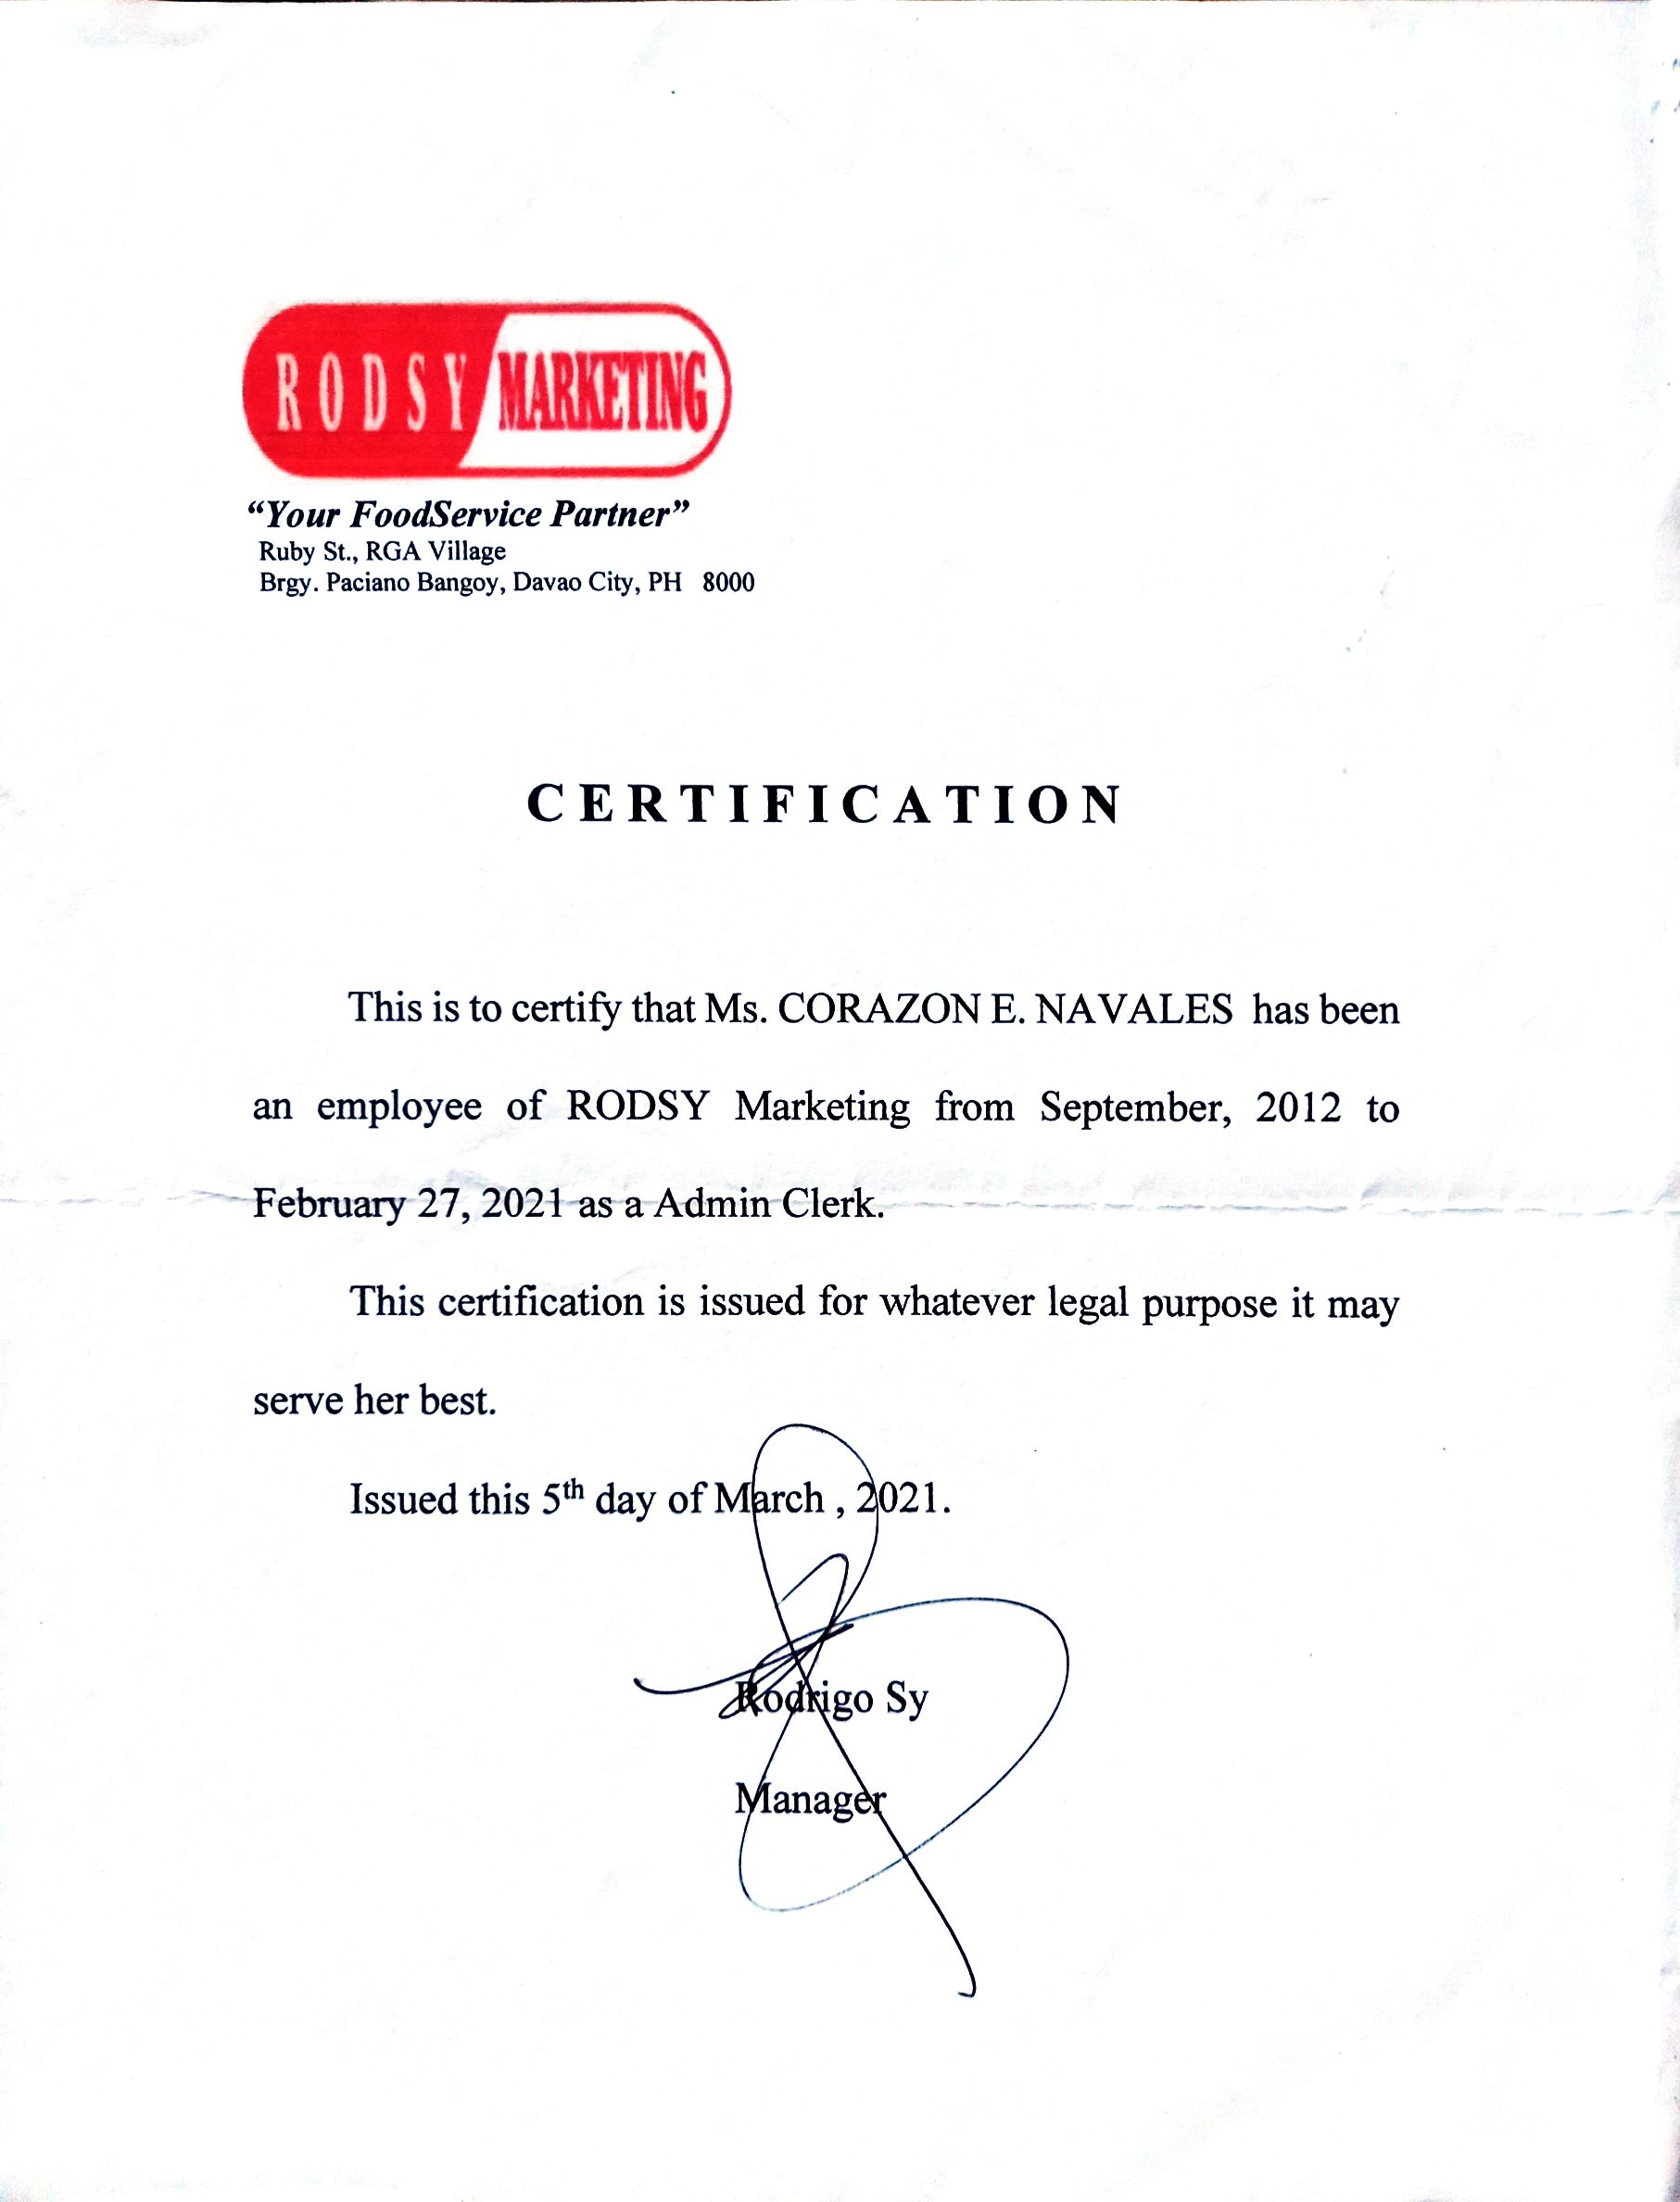 RODSY MARKETING
“Your FoodService Partner”
Ruby St., RGA Village
Brgy. Paciano Bangoy, Davao City, PH 8000
CERTIFICATION
This is to certify that Ms. CORAZON E. NAVALES has been
an employee of RODSY Marketing from September, 2012 to
February 27, 2021 as a Admin Clerk.
This certification is issued for whatever legal purpose it may
serve her best.
Issued this 5th day of March , 2021.
Rodrigo Sy
Manager